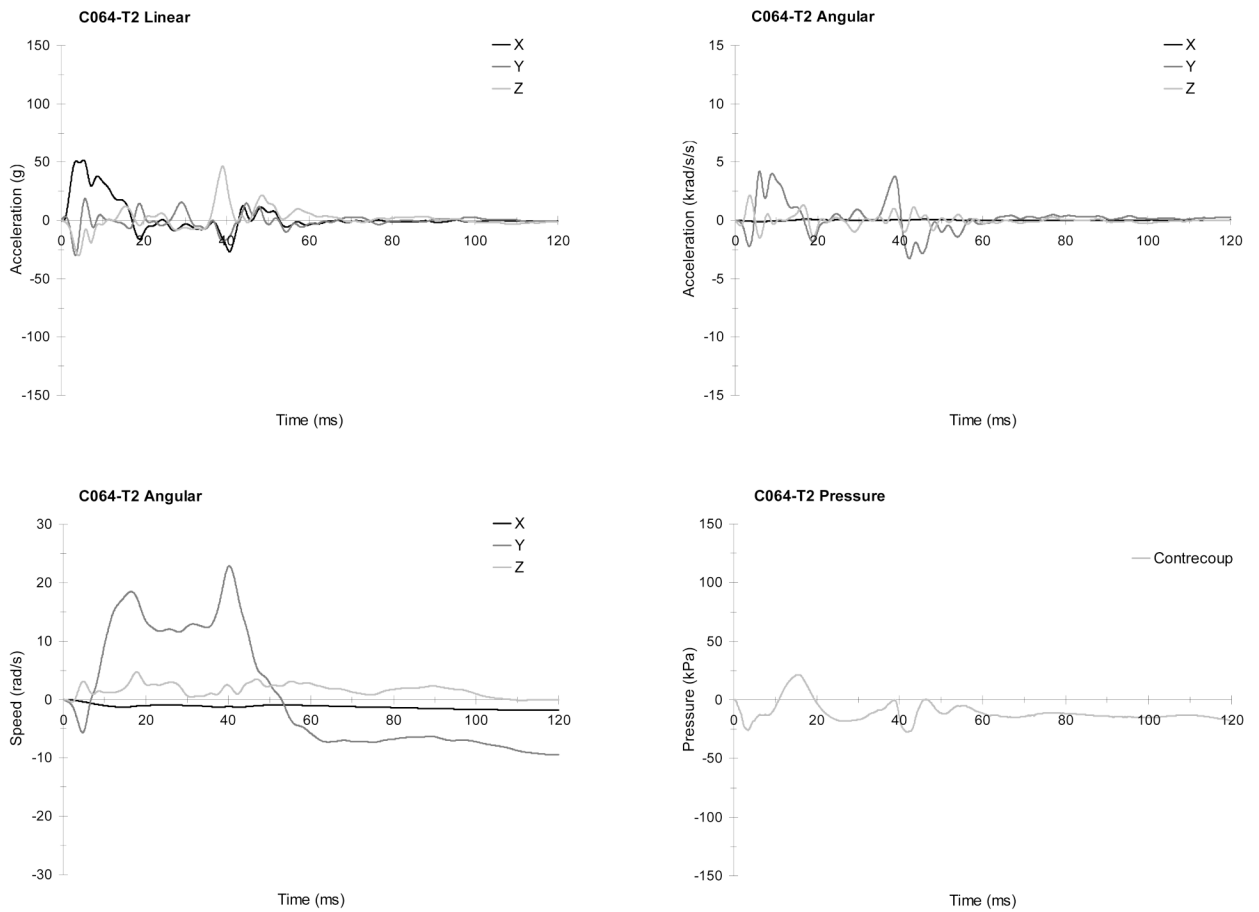 C064-T2 Linear
150
100
50
0
-50
-100
-150
Acceleration (g)
0 20 40 60 80 100 120
Time (ms)
X
Y
Z
C064-T2 Angular
15
10
5
0
-5
-10
-15
Acceleration (krad/s/s)
0 20 40 60 80 100 120
Time (ms)
X
Y
Z
C064-T2 Angular
30
20
10
0
-10
-20
-30
Speed (rad/s)
0 20 40 60 80 100 120
Time (ms)
X
Y
Z
C064-T2 Pressure
150
100
50
0
-50
-100
-150
Pressure (kPa)
0 20 40 60 80 100 120
Time (ms)
Contrecoup